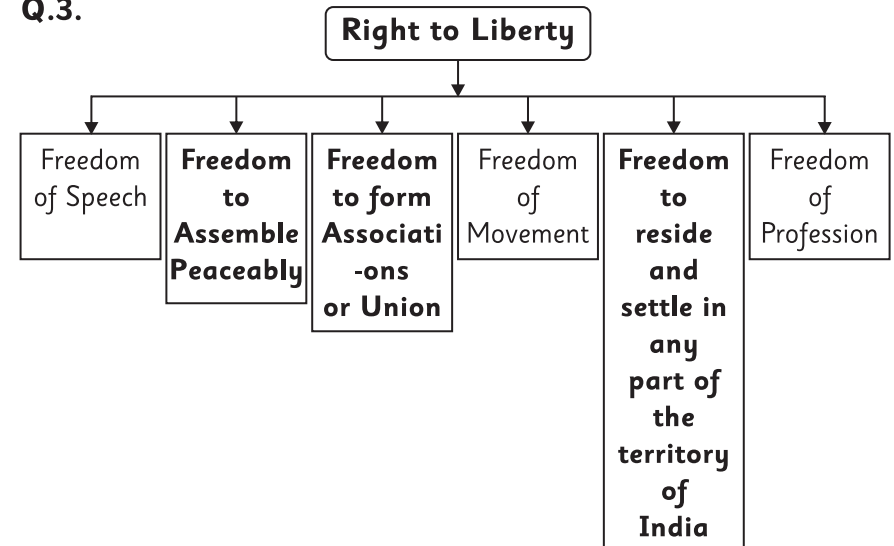 Q.3.
Right to Liberty
Freedom
of Speech
Freedom
to
Assemble
Peaceably
Freedom
to form
Associati
-ons
or Union
Freedom
of
Movement
Freedom
to
reside
and
settle in
any
part of
the
territory
of
India
Freedom
of
Profession